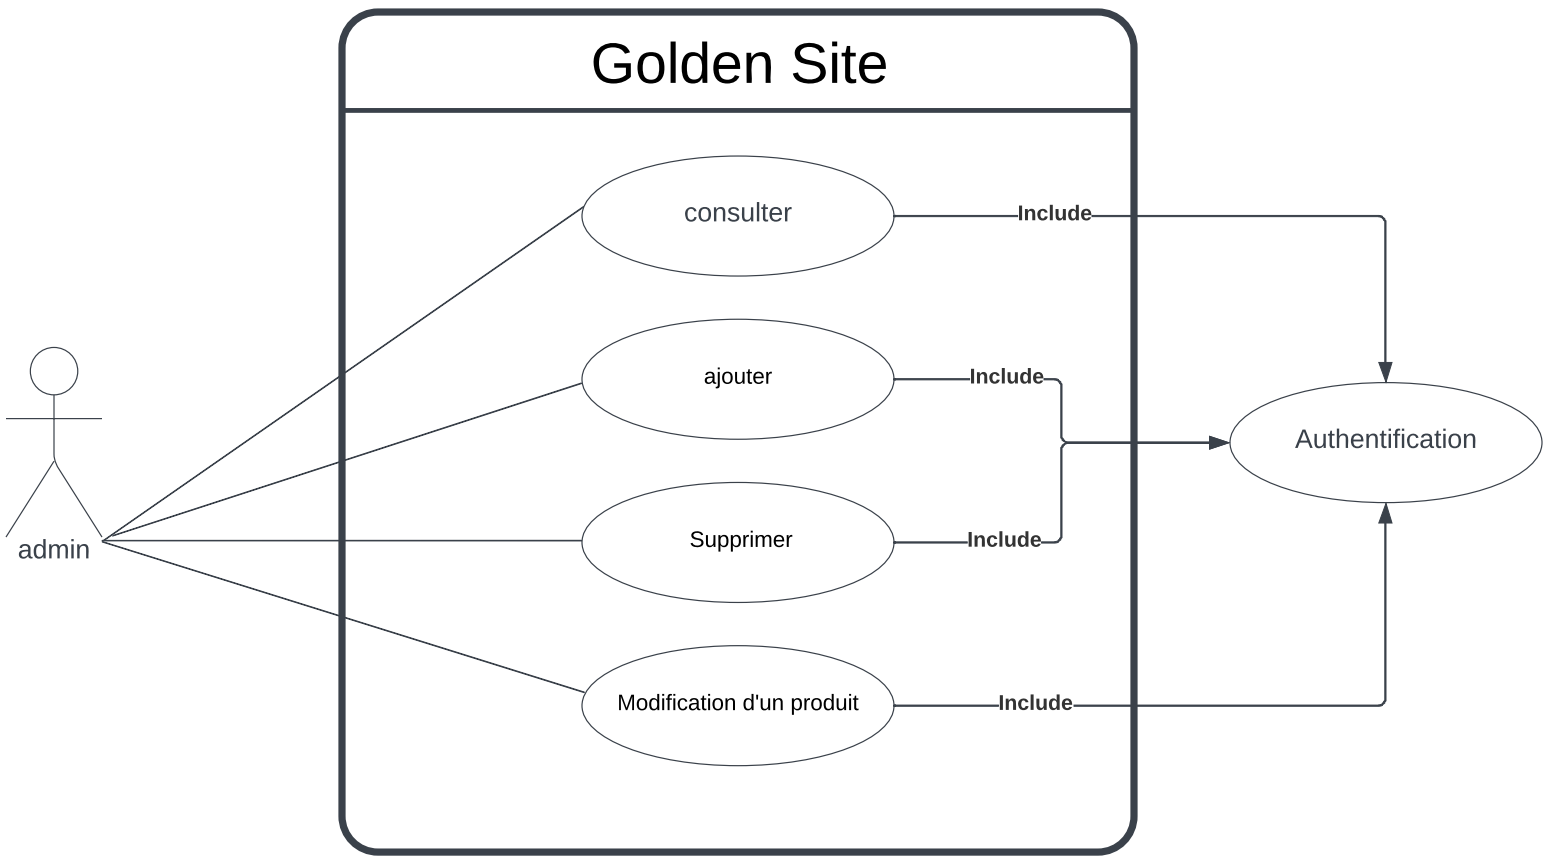 Golden Site
consulter
Include
ajouter
Include
Authentification
Supprimer
Include
admin
Modification d'un produit
Include